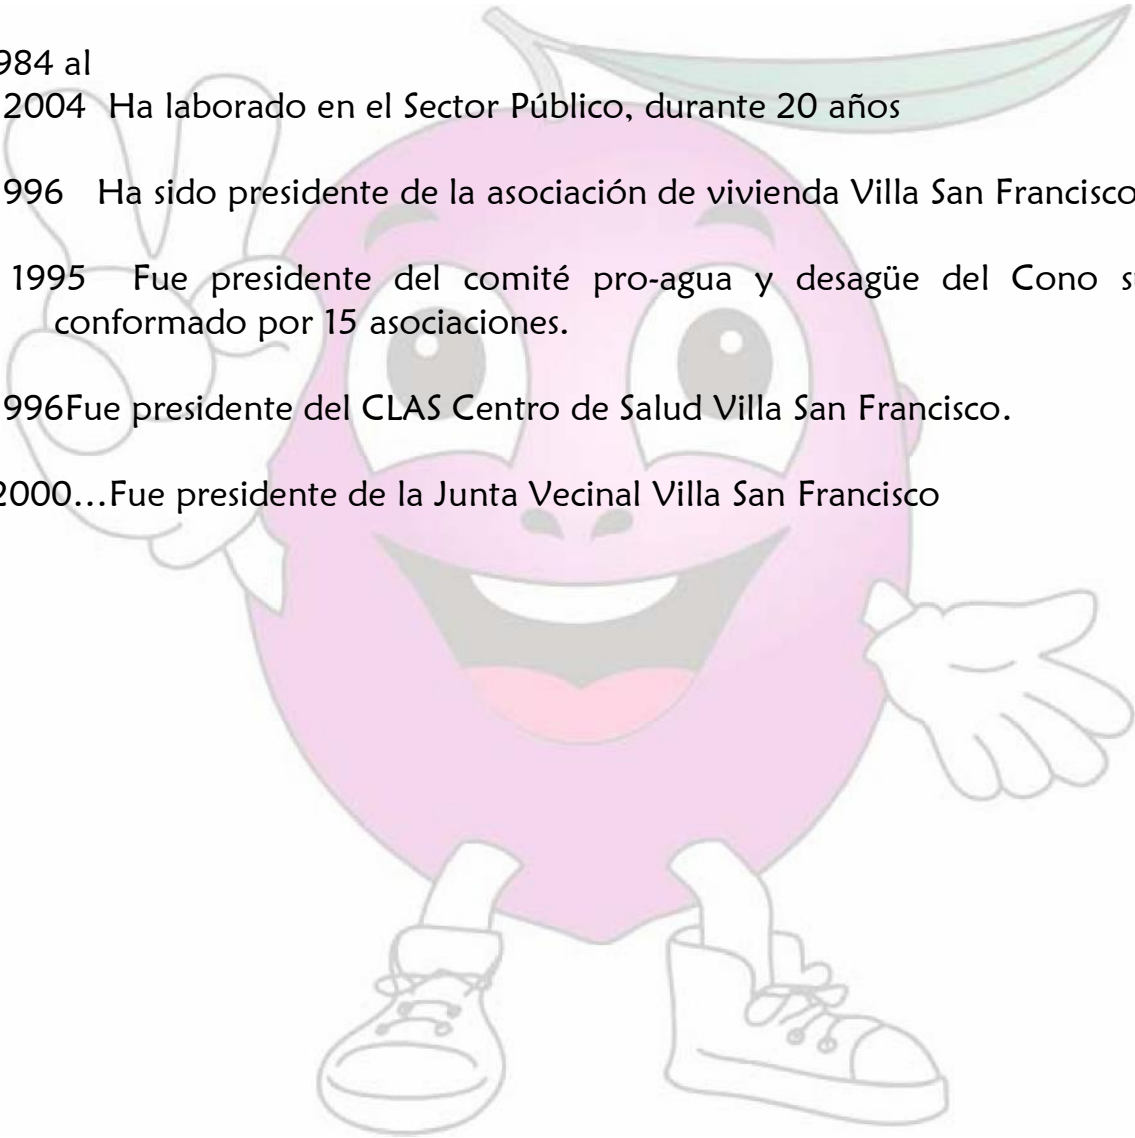 984 al
2004 Ha laborado en el Sector Público, durante 20 años
996 Ha sido presidente de la asociación de vivienda Villa San Francisco
1995 Fue presidente del comité pro-agua y desagüe del Cono s
conformado por 15 asociaciones.
996Fue presidente del CLAS Centro de Salud Villa San Francisco.
2000...Fue presidente de la Junta Vecinal Villa San Francisco